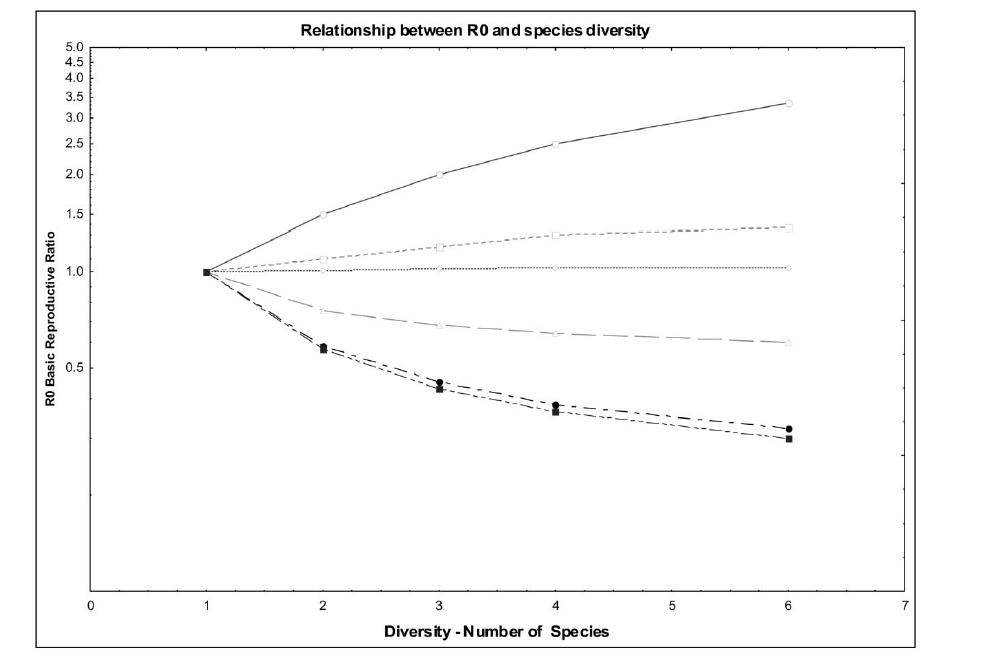 Relationship between R0 and species diversity
5.0
4.5
4.0
3.5
3.0
2.5
2.0
1.5
1.0
0.5
R0 Basic Reproductive Ratio
0 1 2 3 4 5 6 7
Diversity - Number of Species